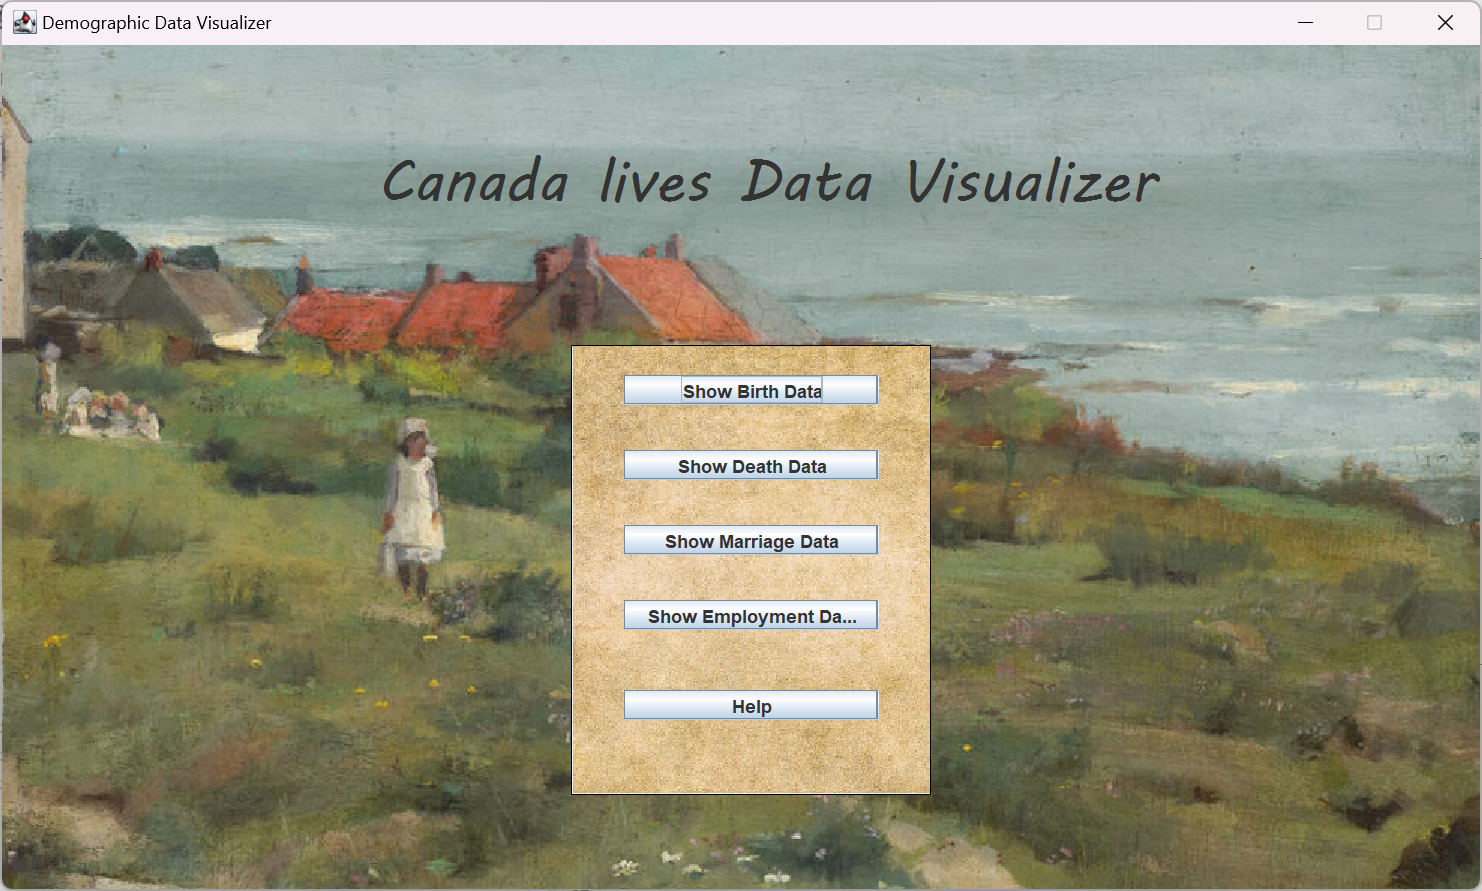 Demographic Data Visualizer
Canada lives Data Visualizer
Show Birth Data
Show Death Data
Show Marriage Data
Show Employment Da...
Help